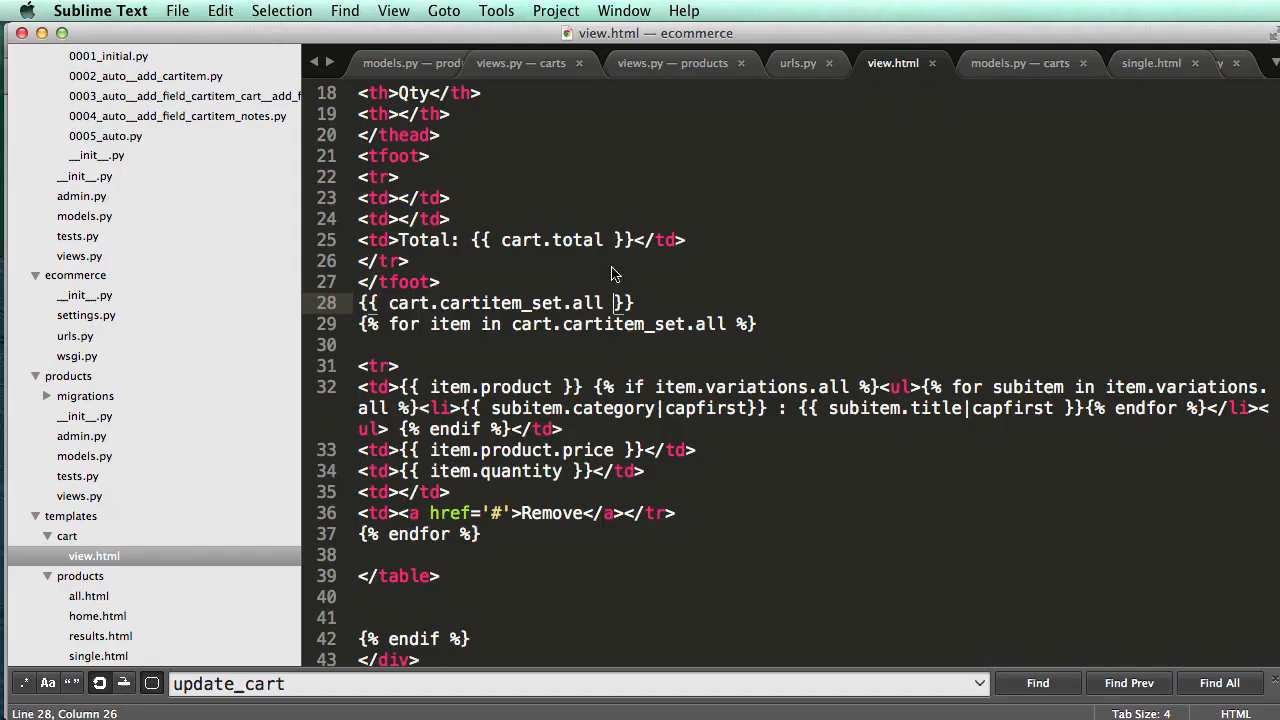 Sublime Text File Edit Selection Find View Goto Tools Project Window Help
view.html — ecommerce
models.py — prod views.py — carts × views.py — products × urls.py × view.html × models.py — carts × single.html × y ×
0001_initial.py
0002_auto__add_cartitem.py
0003_auto__add_field_cartitem_cart__add_f
0004_auto__add_field_cartitem_notes.py
0005_auto.py
__init__.py
__init__.py
admin.py
models.py
tests.py
views.py
ecommerce
__init__.py
settings.py
urls.py
wsgi.py
products
migrations
__init__.py
admin.py
models.py
tests.py
views.py
templates
cart
view.html
products
all.html
home.html
results.html
single.html
18 <th>Qty</th>
19 <th></th>
20 </thead>
21 <tfoot>
22 <tr>
23 <td></td>
24 <td></td>
25 <td>Total: {{ cart.total }}</td>
26 </tr>
27 </tfoot>
28 {{ cart.cartitem_set.all }}
29 {% for item in cart.cartitem_set.all %}
30
31 <tr>
32 <td>{{ item.product }} {% if item.variations.all %}<ul>{% for subitem in item.variations.
all %}<li>{{ subitem.category|capfirst}} : {{ subitem.title|capfirst }}{% endfor %}</li><
ul> {% endif %}</td>
33 <td>{{ item.product.price }}</td>
34 <td>{{ item.quantity }}</td>
35 <td></td>
36 <td><a href='#'>Remove</a></tr>
37 {% endfor %}
38
39 </table>
40
41
42 {% endif %}
43 </div>
.* Aa “” update_cart Find Find Prev Find All
Line 28, Column 26 Tab Size: 4 HTML